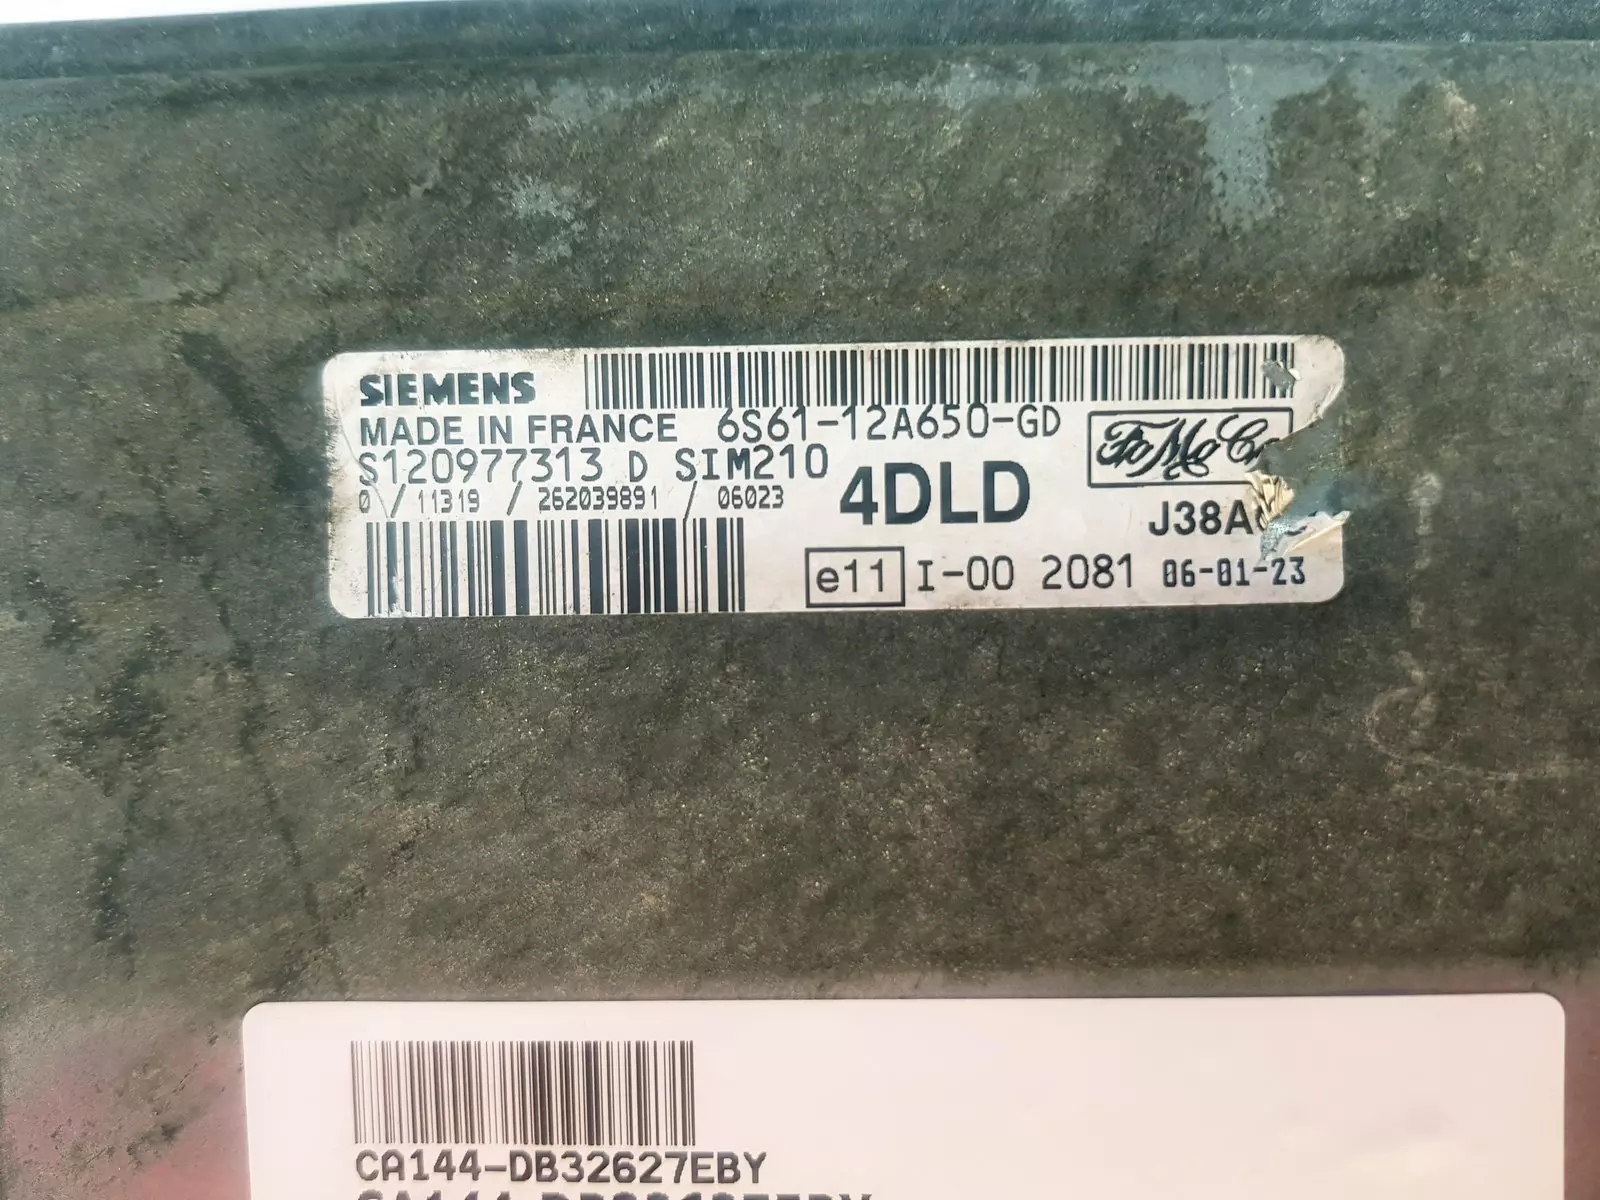 SIEMENS
MADE IN FRANCE 6S61-12A650-GD
FoMoCo
S120977313 D SIM210
0 / 11319 / 262039891 / 06023
4DLD
e11 I-00 2081 06-01-23
CA144-DB32627EBY